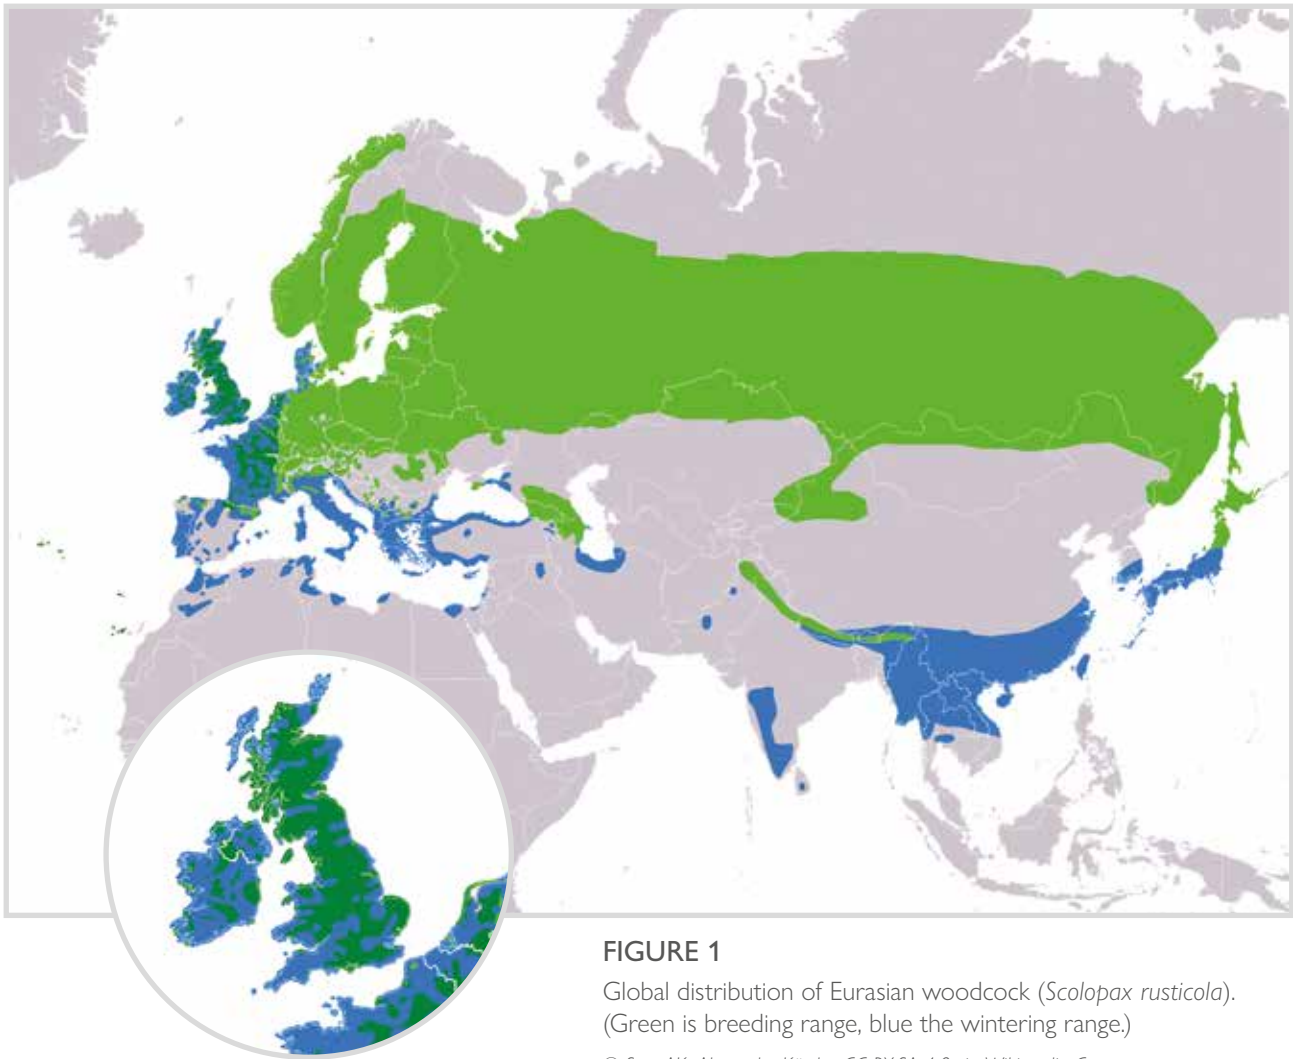 FIGURE 1
Global distribution of Eurasian woodcock (Scolopax rusticola).
(Green is breeding range, blue the wintering range.)